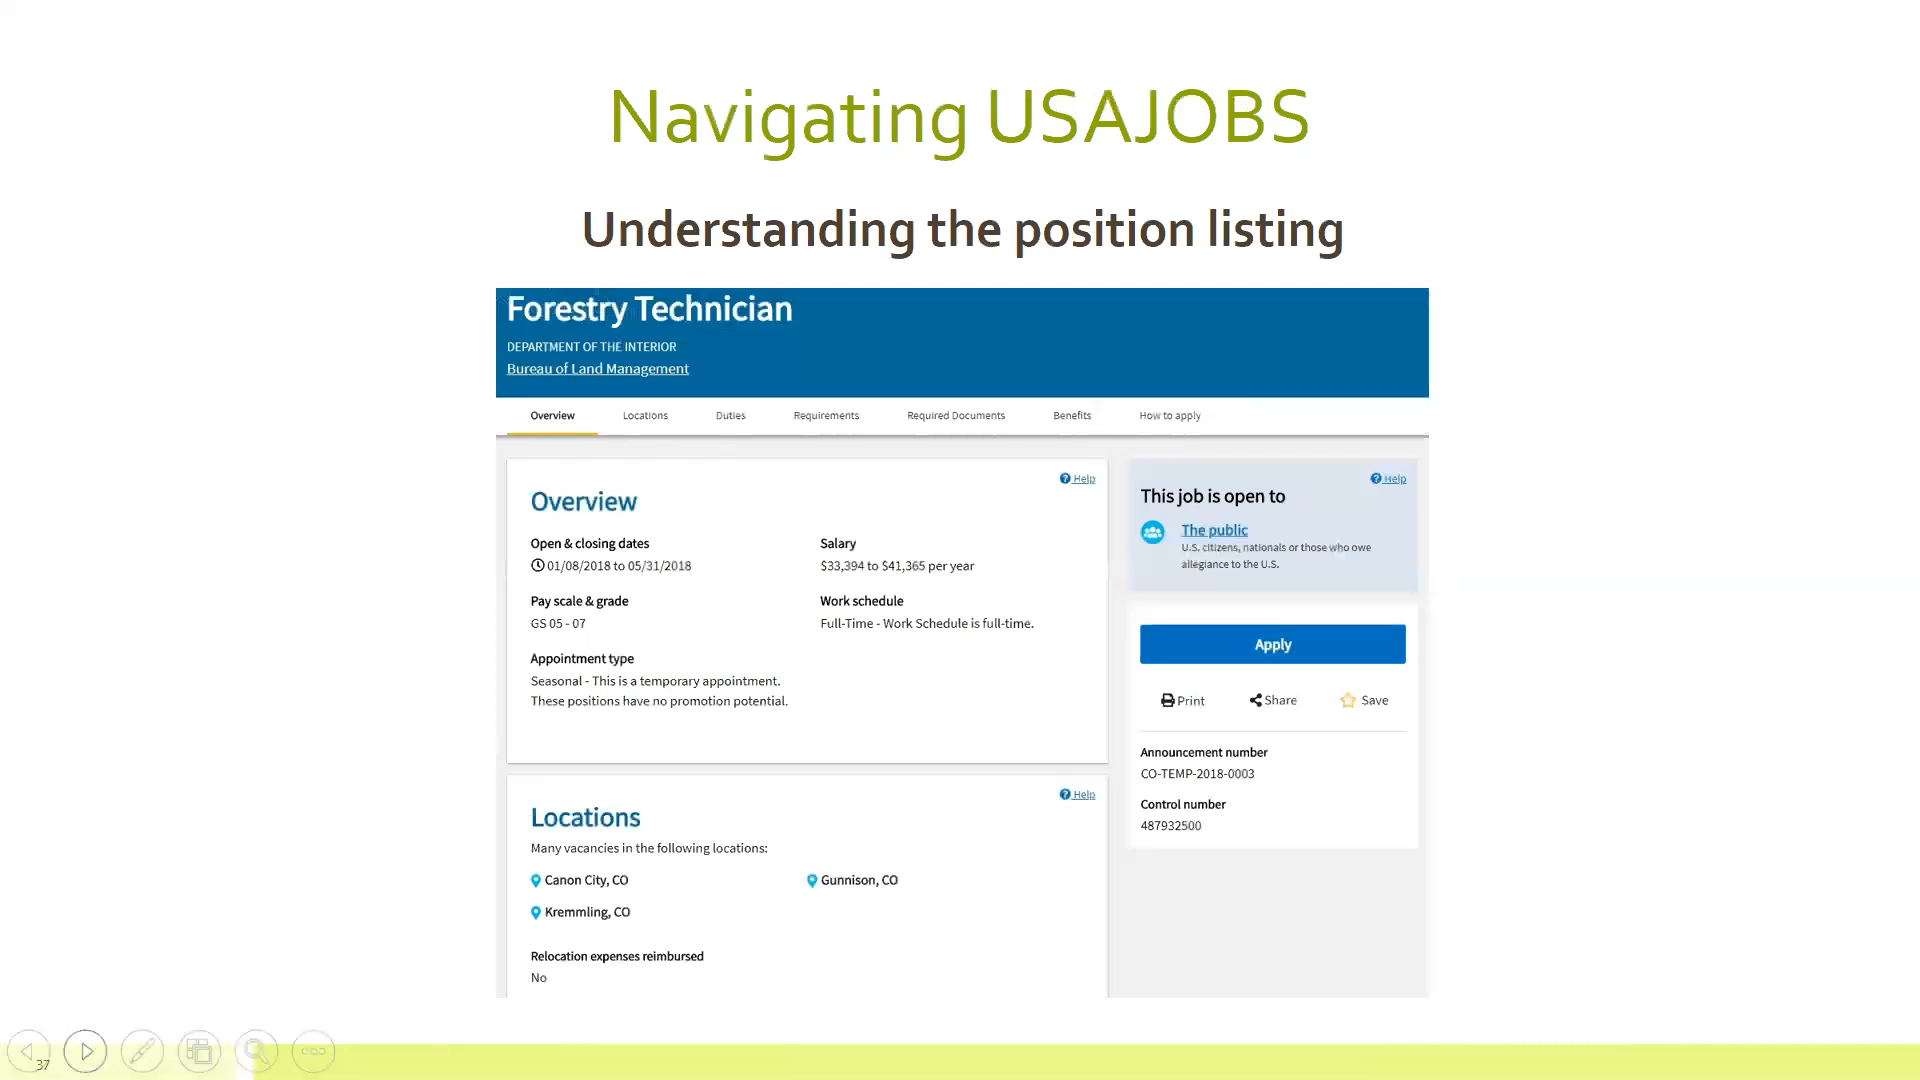 Navigating USAJOBS
Understanding the position listing
Forestry Technician
DEPARTMENT OF THE INTERIOR
Bureau of Land Management
Overview Locations Duties Requirements Required Documents Benefits How to apply
Help
Overview
Open & closing dates
01/08/2018 to 05/31/2018
Salary
$33,394 to $41,365 per year
Pay scale & grade
GS 05 - 07
Work schedule
Full-Time - Work Schedule is full-time.
Appointment type
Seasonal - This is a temporary appointment.
These positions have no promotion potential.
Help
Locations
Many vacancies in the following locations:
Canon City, CO
Gunnison, CO
Kremmling, CO
Relocation expenses reimbursed
No
Help
This job is open to
The public
U.S. citizens, nationals or those who owe
allegiance to the U.S.
Apply
Print Share Save
Announcement number
CO-TEMP-2018-0003
Control number
487932500
37